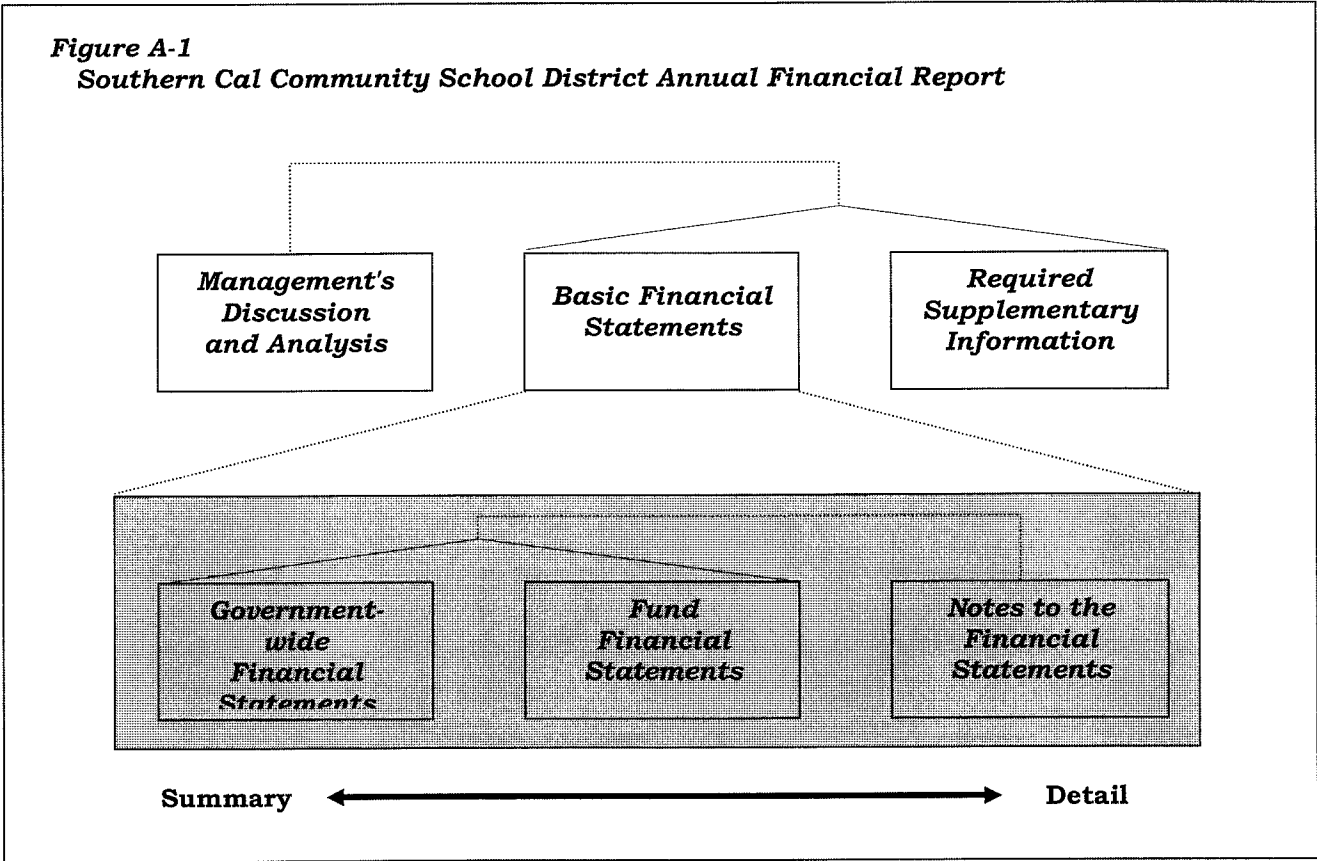 Figure A-1
Southern Cal Community School District Annual Financial Report
Management's
Discussion
and Analysis
Basic Financial
Statements
Required
Supplementary
Information
Government-
wide
Financial
Statements
Fund
Financial
Statements
Notes to the
Financial
Statements
Summary
Detail